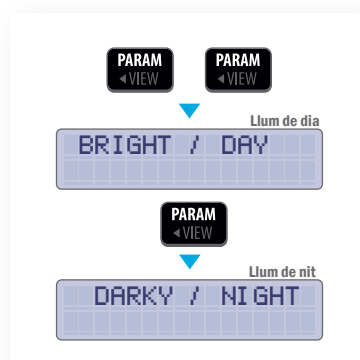 PARAM PARAM
◄VIEW ◄VIEW
Llum de dia
BRIGHT / DAY
PARAM
◄VIEW
Llum de nit
DARKY / NIGHT